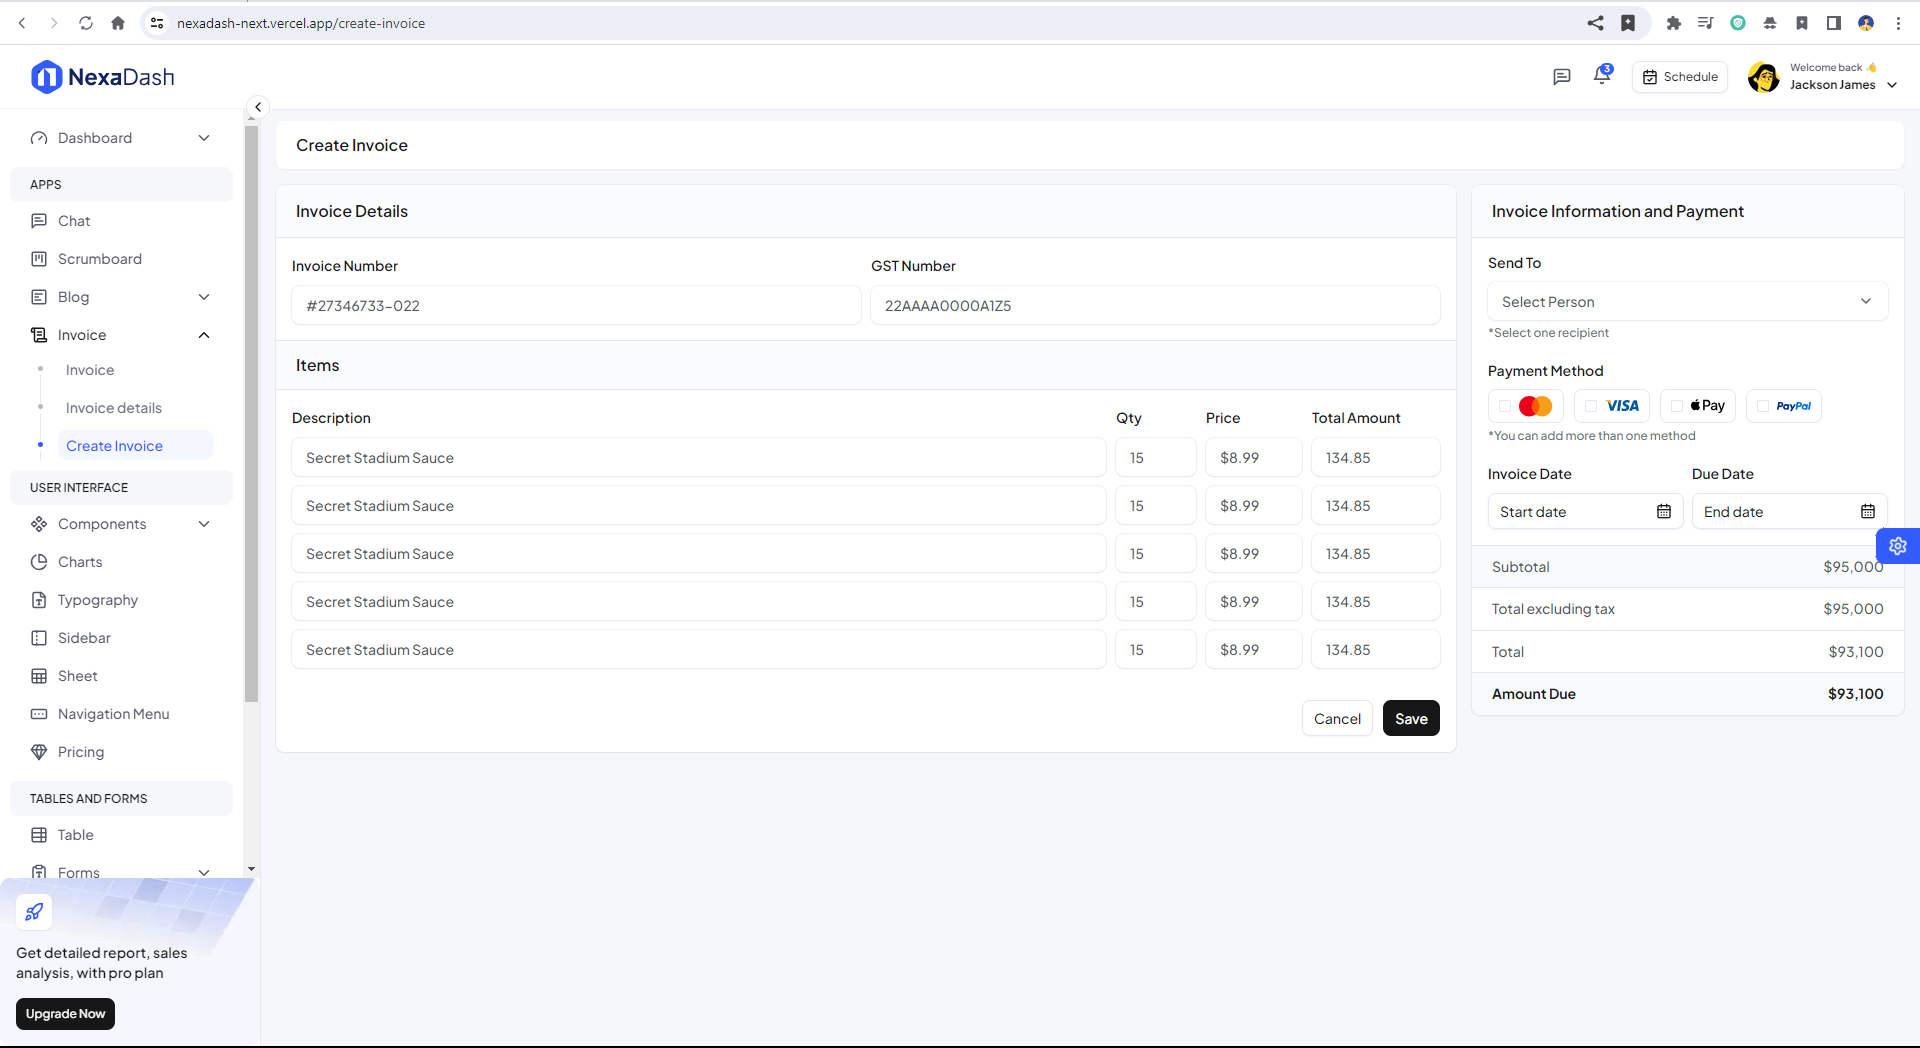 nexadash-next.vercel.app/create-invoice
NexaDash
3
Schedule
Welcome back 👋
Jackson James
Dashboard
APPS
Chat
Scrumboard
Blog
Invoice
Invoice
Invoice details
Create Invoice
USER INTERFACE
Components
Charts
Typography
Sidebar
Sheet
Navigation Menu
Pricing
TABLES AND FORMS
Table
Forms
Get detailed report, sales
analysis, with pro plan
Upgrade Now
Create Invoice
Invoice Details
Invoice Number GST Number
#27346733-022 22AAAA0000A1Z5
Items
Description Qty Price Total Amount
Secret Stadium Sauce 15 $8.99 134.85
Secret Stadium Sauce 15 $8.99 134.85
Secret Stadium Sauce 15 $8.99 134.85
Secret Stadium Sauce 15 $8.99 134.85
Secret Stadium Sauce 15 $8.99 134.85
Cancel Save
Invoice Information and Payment
Send To
Select Person
*Select one recipient
Payment Method
VISA Pay PayPal
*You can add more than one method
Invoice Date Due Date
Start date End date
Subtotal $95,000
Total excluding tax $95,000
Total $93,100
Amount Due $93,100